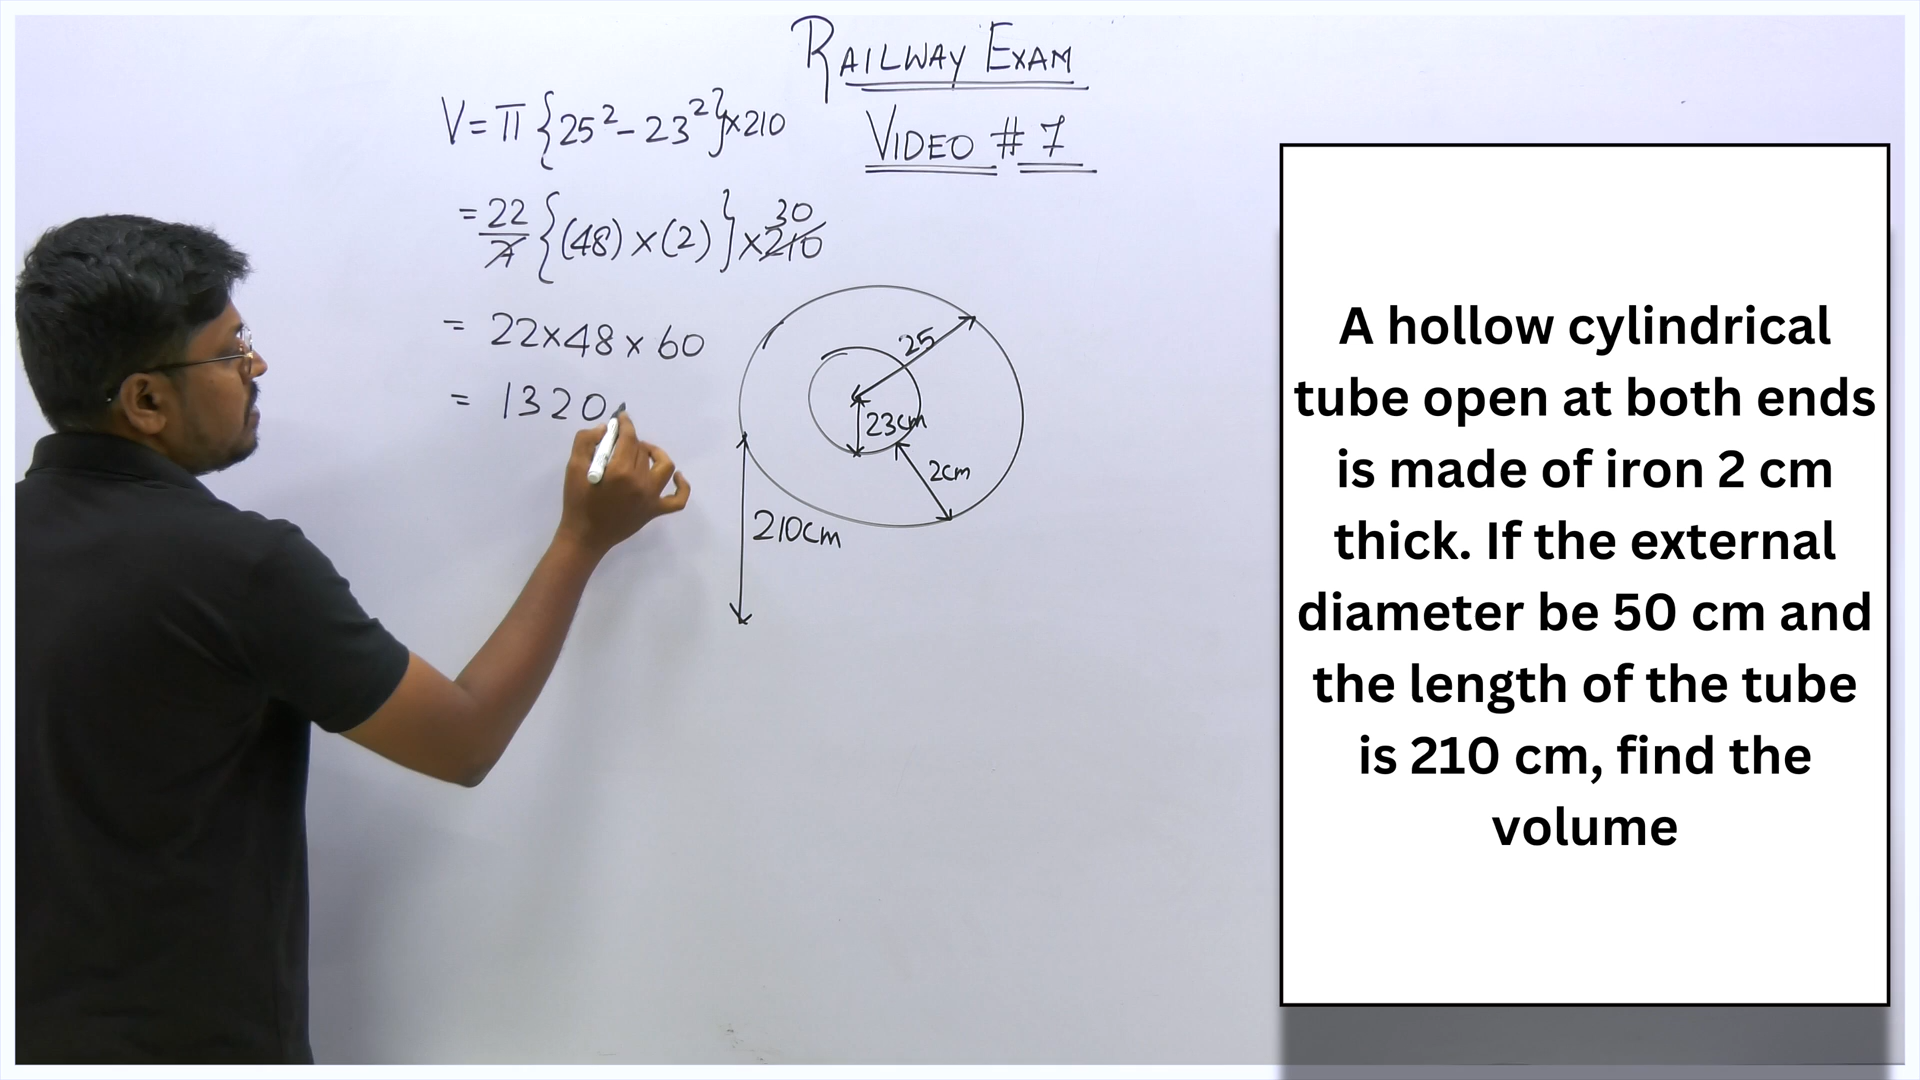 RAILWAY EXAM
VIDEO # 7
V = π {25² - 23²} × 210
= 22/7 {(48) × (2)} × 210 30
= 22 × 48 × 60
= 1320
25
23cm
2cm
210cm
A hollow cylindrical
tube open at both ends
is made of iron 2 cm
thick. If the external
diameter be 50 cm and
the length of the tube
is 210 cm, find the
volume